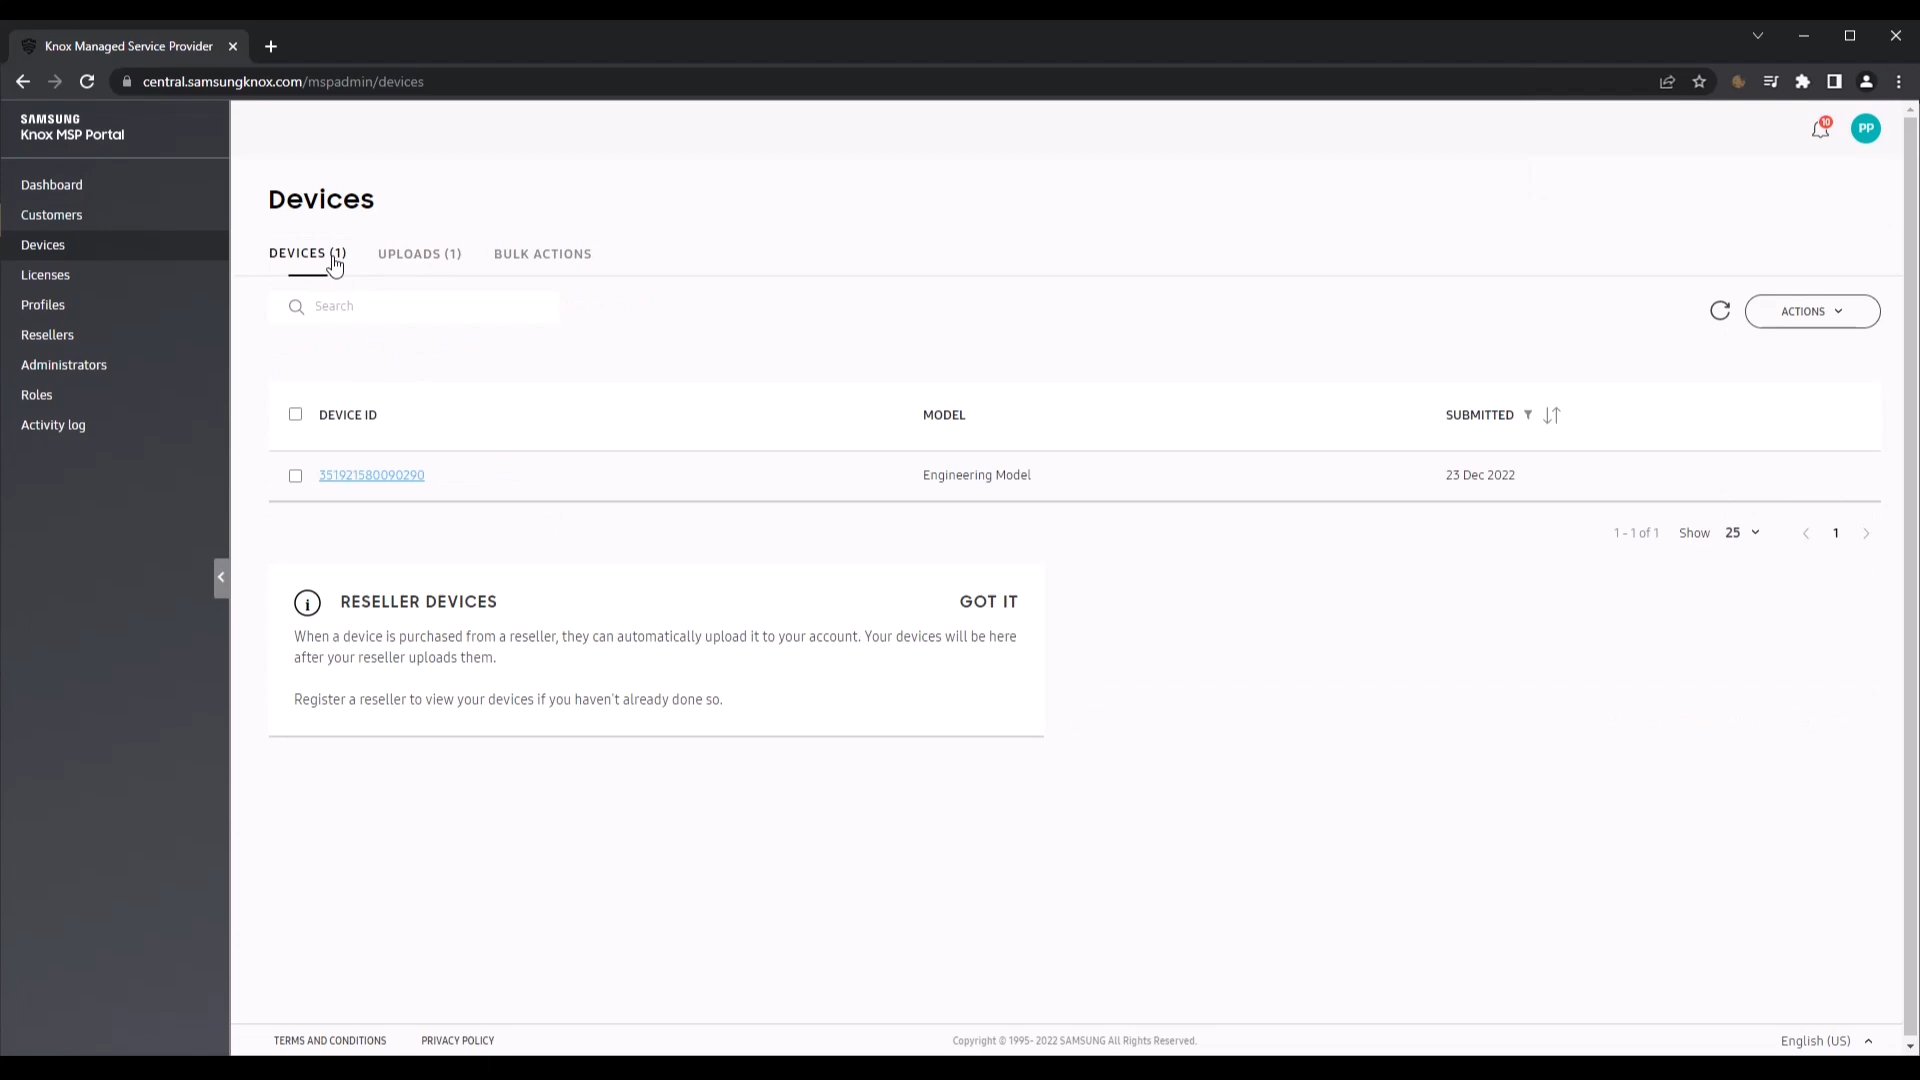 Knox Managed Service Provider
central.samsungknox.com/mspadmin/devices
SAMSUNG
Knox MSP Portal
10
PP
Dashboard
Customers
Devices
Licenses
Profiles
Resellers
Administrators
Roles
Activity log
Devices
DEVICES (1)
UPLOADS (1)
BULK ACTIONS
Search
ACTIONS
DEVICE ID
MODEL
SUBMITTED
351921580090290
Engineering Model
23 Dec 2022
1 - 1 of 1
Show
25
1
RESELLER DEVICES
GOT IT
When a device is purchased from a reseller, they can automatically upload it to your account. Your devices will be here
after your reseller uploads them.
Register a reseller to view your devices if you haven't already done so.
TERMS AND CONDITIONS
PRIVACY POLICY
Copyright © 1995- 2022 SAMSUNG All Rights Reserved.
English (US)